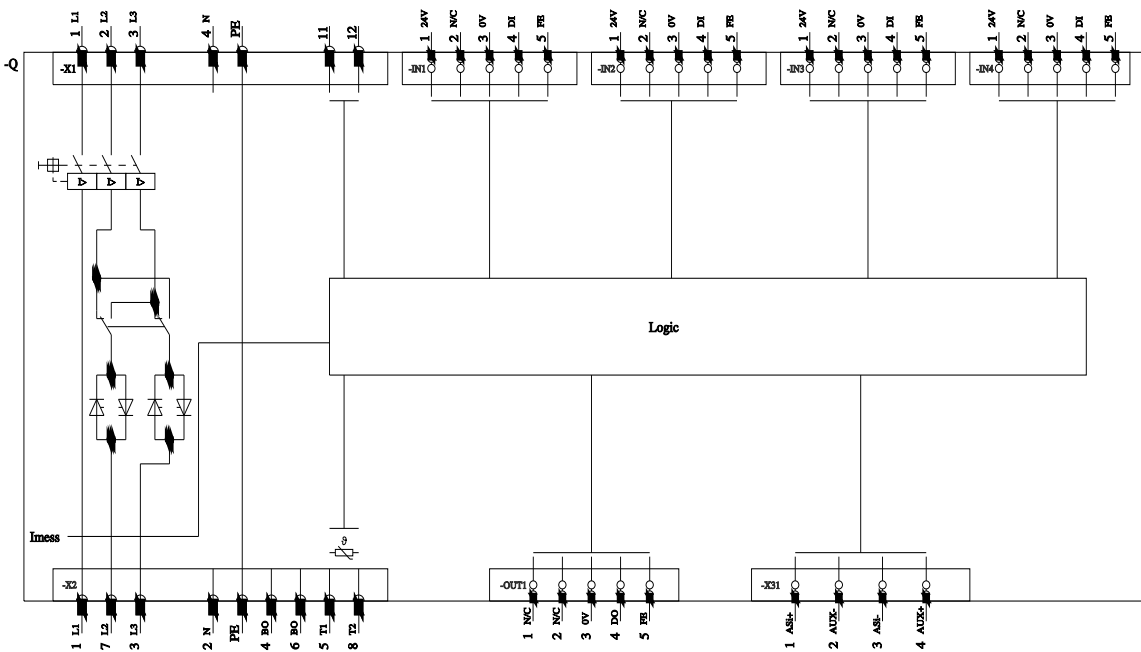 1 L1
2 L2
3 L3
4 N
PE
11
12
1 24V
2 N/C
3 0V
4 DI
5 FE
1 24V
2 N/C
3 0V
4 DI
5 FE
1 24V
2 N/C
3 0V
4 DI
5 FE
1 24V
2 N/C
3 0V
4 DI
5 FE
-Q
-X1
-IN1
-IN2
-IN3
-IN4
Logic
Imess
ϑ
-X2
-OUT1
-X31
1 L1
7 L2
3 L3
2 N
PE
4 BO
6 BO
5 T1
8 T2
1 N/C
2 N/C
3 0V
4 DO
5 FE
1 ASi+
2 AUX-
3 ASi-
4 AUX+